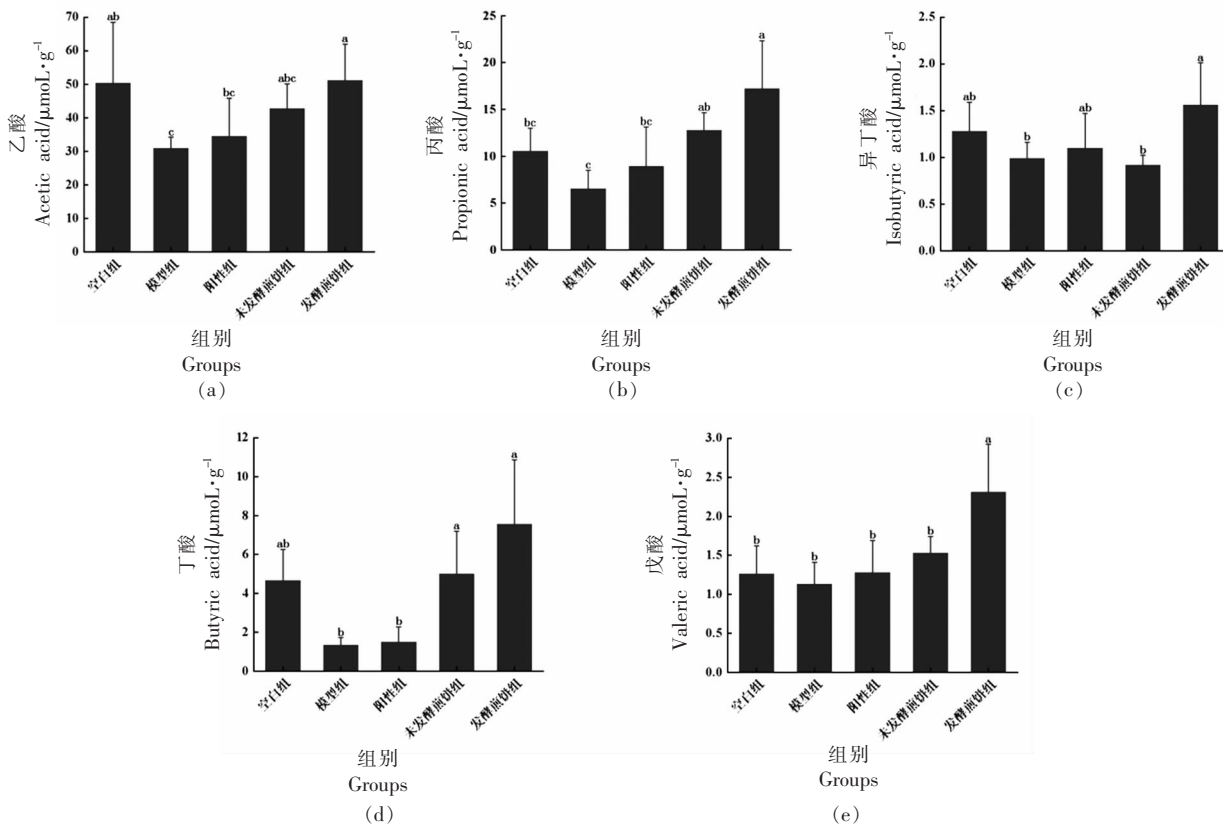 乙酸
Acetic acid/μmoL·g⁻¹
70
60
50
40
30
20
10
0
ab
c
bc
abc
a
空白组
模型组
阳性组
未发酵煎饼组
发酵煎饼组
组别
Groups
(a)
丙酸
Propionic acid/μmoL·g⁻¹
25
20
15
10
5
0
bc
c
bc
ab
a
空白组
模型组
阳性组
未发酵煎饼组
发酵煎饼组
组别
Groups
(b)
异丁酸
Isobutyric acid/μmoL·g⁻¹
2.5
2.0
1.5
1.0
0.5
0.0
ab
b
ab
b
a
空白组
模型组
阳性组
未发酵煎饼组
发酵煎饼组
组别
Groups
(c)
丁酸
Butyric acid/μmoL·g⁻¹
12
10
8
6
4
2
0
ab
b
b
a
a
空白组
模型组
阳性组
未发酵煎饼组
发酵煎饼组
组别
Groups
(d)
戊酸
Valeric acid/μmoL·g⁻¹
3.0
2.5
2.0
1.5
1.0
0.5
0.0
b
b
b
b
a
空白组
模型组
阳性组
未发酵煎饼组
发酵煎饼组
组别
Groups
(e)